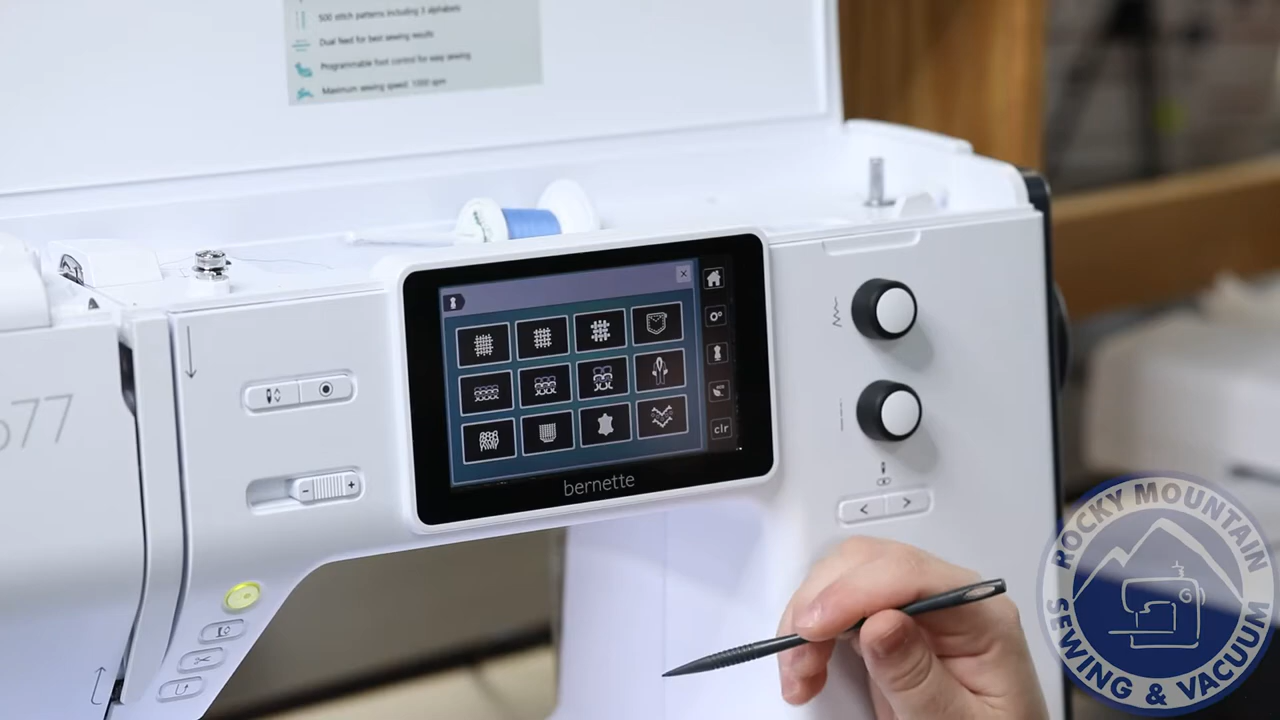 500 stitch patterns including 3 alphabets
Dual feed for best sewing results
Programmable foot control for easy sewing
Maximum sewing speed: 1000 spm
77
bernette
clr
ROCKY MOUNTAIN
SEWING & VACUUM